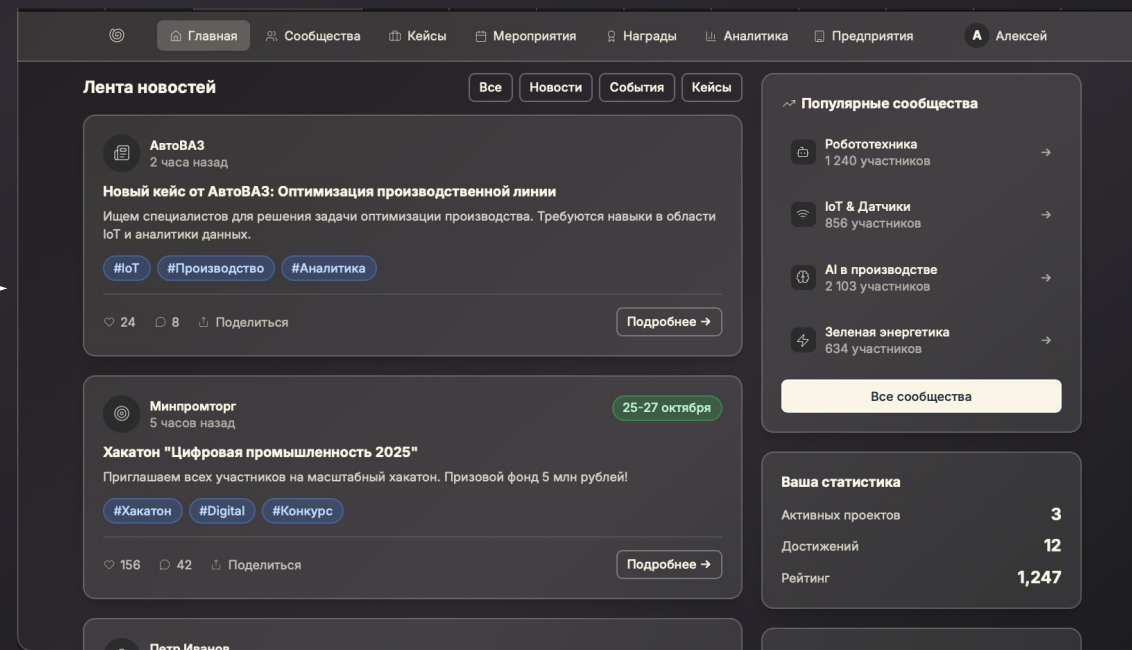 Главная
Сообщества
Кейсы
Мероприятия
Награды
Аналитика
Предприятия
A
Алексей
Лента новостей
Все
Новости
События
Кейсы
АвтоВАЗ
2 часа назад
Новый кейс от АвтоВАЗ: Оптимизация производственной линии
Ищем специалистов для решения задачи оптимизации производства. Требуются навыки в области
IoT и аналитики данных.
#IoT
#Производство
#Аналитика
24
8
Поделиться
Подробнее →
Минпромторг
5 часов назад
25-27 октября
Хакатон "Цифровая промышленность 2025"
Приглашаем всех участников на масштабный хакатон. Призовой фонд 5 млн рублей!
#Хакатон
#Digital
#Конкурс
156
42
Поделиться
Подробнее →
Петр Иванов
Популярные сообщества
Робототехника
1 240 участников
IoT & Датчики
856 участников
AI в производстве
2 103 участников
Зеленая энергетика
634 участников
Все сообщества
Ваша статистика
Активных проектов
3
Достижений
12
Рейтинг
1,247